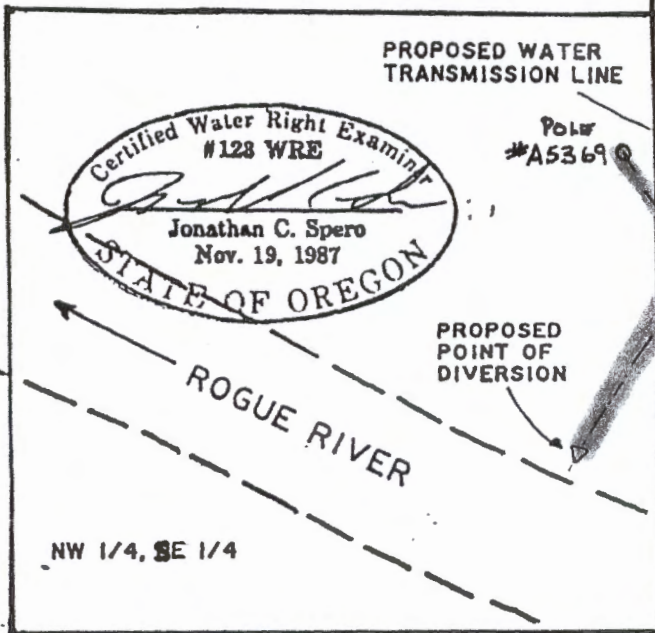 PROPOSED WATER
TRANSMISSION LINE
POLE
#A5369
Certified Water Right Examiner
#128 WRE
Jonathan C. Spero
Nov. 19, 1987
STATE OF OREGON
PROPOSED
POINT OF
DIVERSION
ROGUE RIVER
NW 1/4, SE 1/4